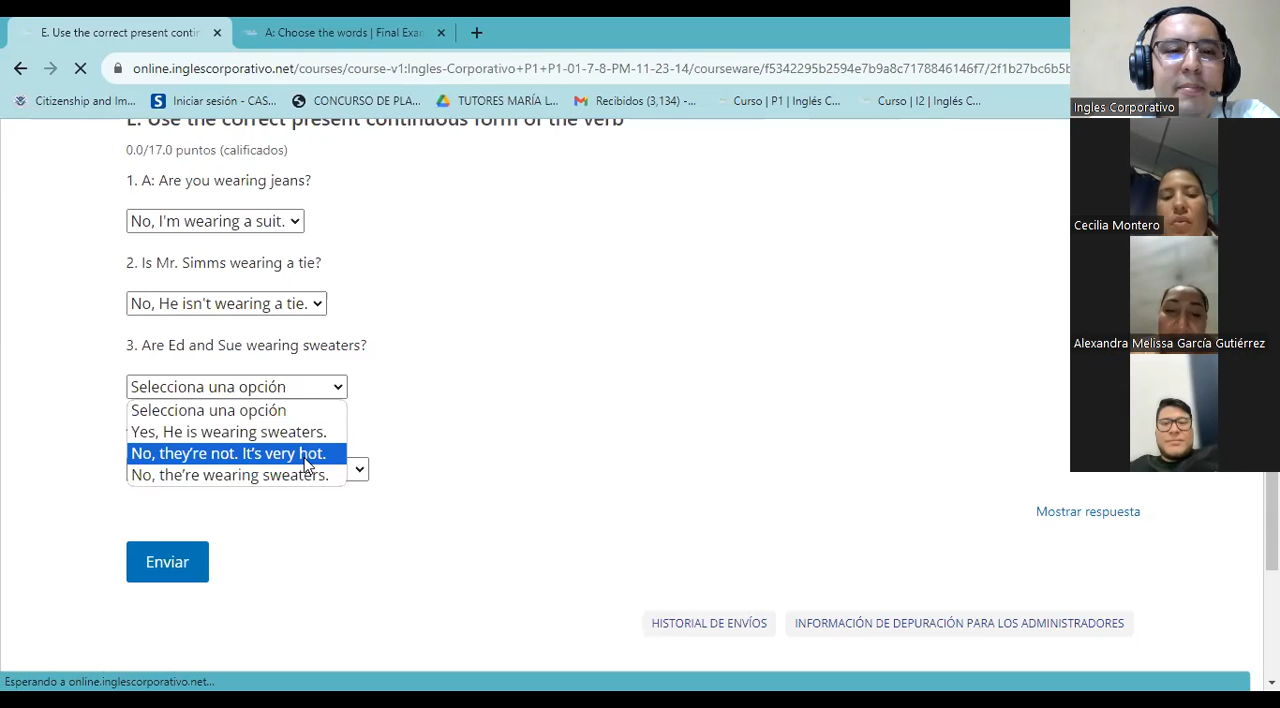 E. Use the correct present conti
A: Choose the words | Final Exam
online.inglescorporativo.net/courses/course-v1:Ingles-Corporativo+P1+P1-01-7-8-PM-11-23-14/courseware/f5342295b2594e7b9a8c7178846146f7/2f1b27bc6b5b
Citizenship and Im...
Iniciar sesión - CAS...
CONCURSO DE PLA...
TUTORES MARÍA L...
Recibidos (3,134) -...
Curso | P1 | Inglés C...
Curso | I2 | Inglés C...
E. Use the correct present continuous form of the verb
0.0/17.0 puntos (calificados)
1. A: Are you wearing jeans?
No, I'm wearing a suit.
2. Is Mr. Simms wearing a tie?
No, He isn't wearing a tie.
3. Are Ed and Sue wearing sweaters?
Selecciona una opción
Selecciona una opción
Yes, He is wearing sweaters.
No, they’re not. It’s very hot.
No, the’re wearing sweaters.
Mostrar respuesta
Enviar
HISTORIAL DE ENVÍOS
INFORMACIÓN DE DEPURACIÓN PARA LOS ADMINISTRADORES
Esperando a online.inglescorporativo.net...
Ingles Corporativo
Cecilia Montero
Alexandra Melissa García Gutiérrez